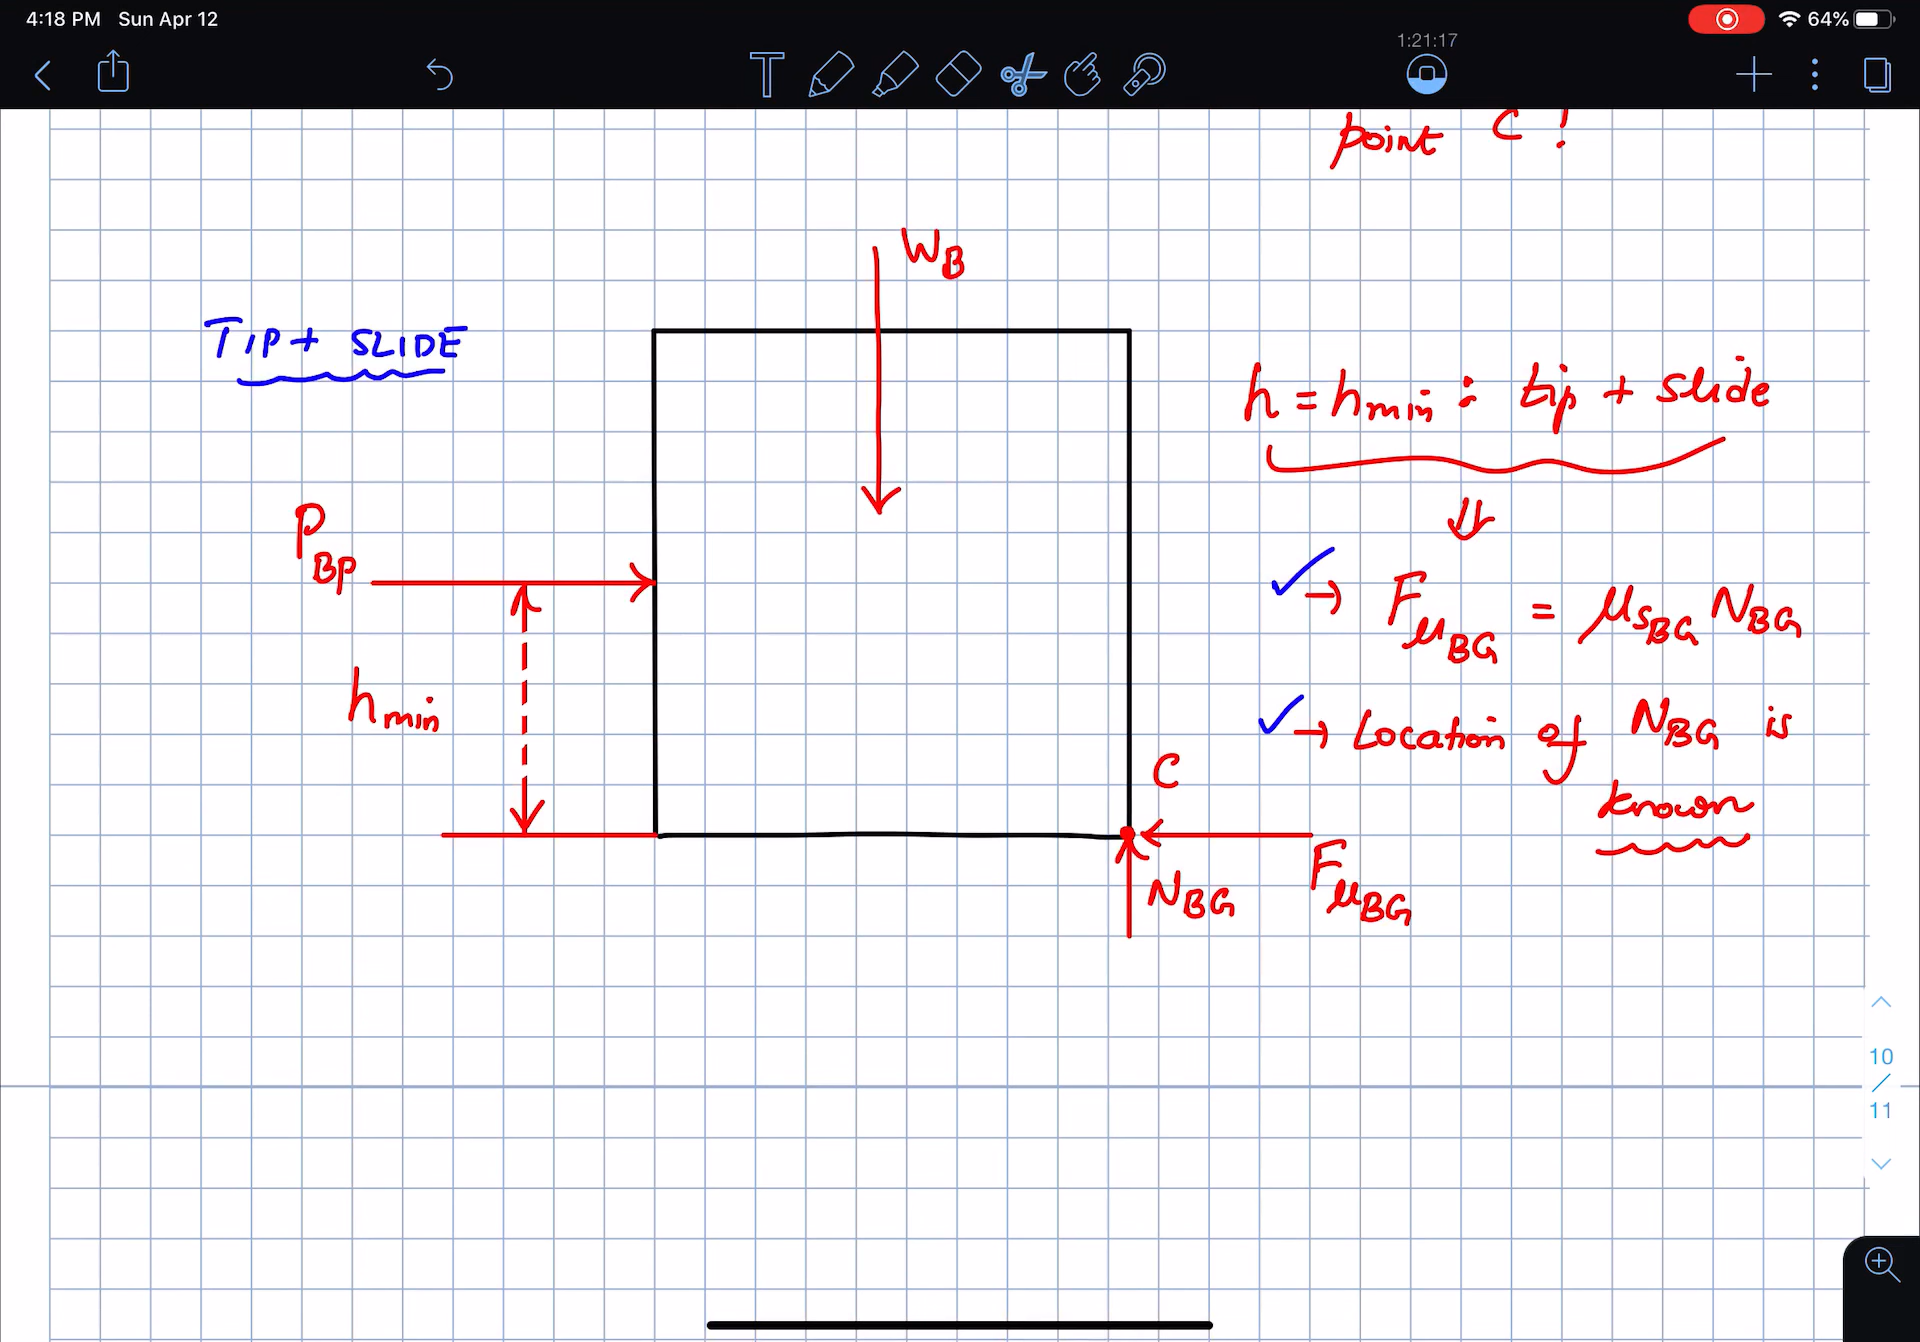 4:18 PM Sun Apr 12
64%
1:21:17
T
point C !
W_B
TIP + SLIDE
h = h_min : tip + slide
P_BP
→ F_μBG = μ_SBG N_BG
h_min
→ Location of N_BG is
known
C
N_BG
F_μBG
10
/
11